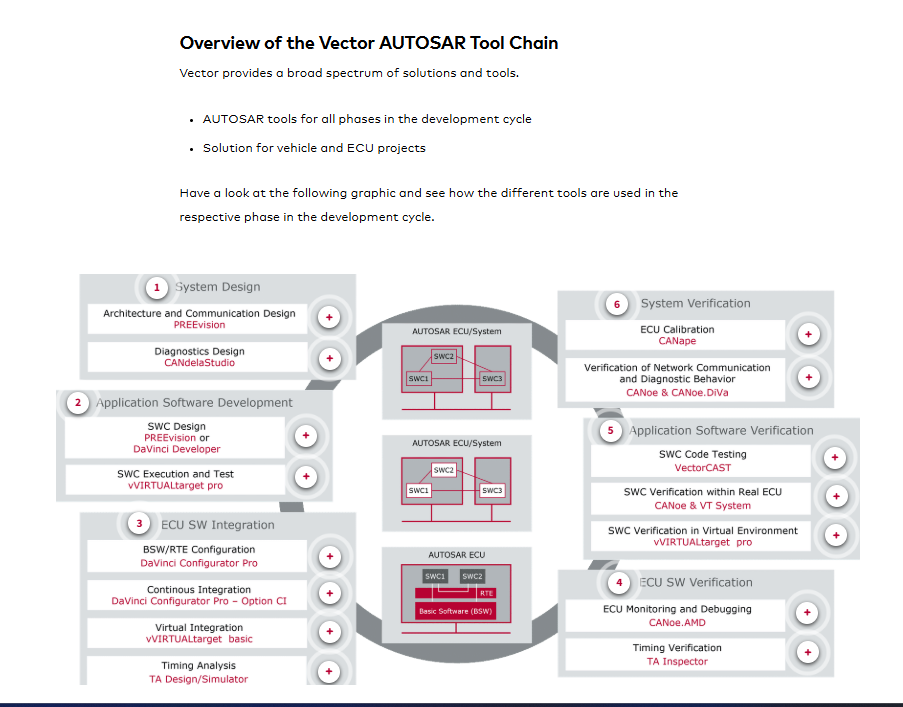 Overview of the Vector AUTOSAR Tool Chain
Vector provides a broad spectrum of solutions and tools.
• AUTOSAR tools for all phases in the development cycle
• Solution for vehicle and ECU projects
Have a look at the following graphic and see how the different tools are used in the
respective phase in the development cycle.
1 System Design
Architecture and Communication Design
PREEvision
+
Diagnostics Design
CANdelaStudio
+
2 Application Software Development
SWC Design
PREEvision or
DaVinci Developer
+
SWC Execution and Test
vVIRTUALtarget pro
+
3 ECU SW Integration
BSW/RTE Configuration
DaVinci Configurator Pro
+
Continous Integration
DaVinci Configurator Pro – Option CI
+
Virtual Integration
vVIRTUALtarget basic
+
Timing Analysis
TA Design/Simulator
+
AUTOSAR ECU/System
SWC2
SWC1
SWC3
AUTOSAR ECU/System
SWC2
SWC1
SWC3
AUTOSAR ECU
SWC1
SWC2
RTE
Basic Software (BSW)
6 System Verification
ECU Calibration
CANape
+
Verification of Network Communication
and Diagnostic Behavior
CANoe & CANoe.DiVa
+
5 Application Software Verification
SWC Code Testing
VectorCAST
+
SWC Verification within Real ECU
CANoe & VT System
+
SWC Verification in Virtual Environment
vVIRTUALtarget pro
+
4 ECU SW Verification
ECU Monitoring and Debugging
CANoe.AMD
+
Timing Verification
TA Inspector
+